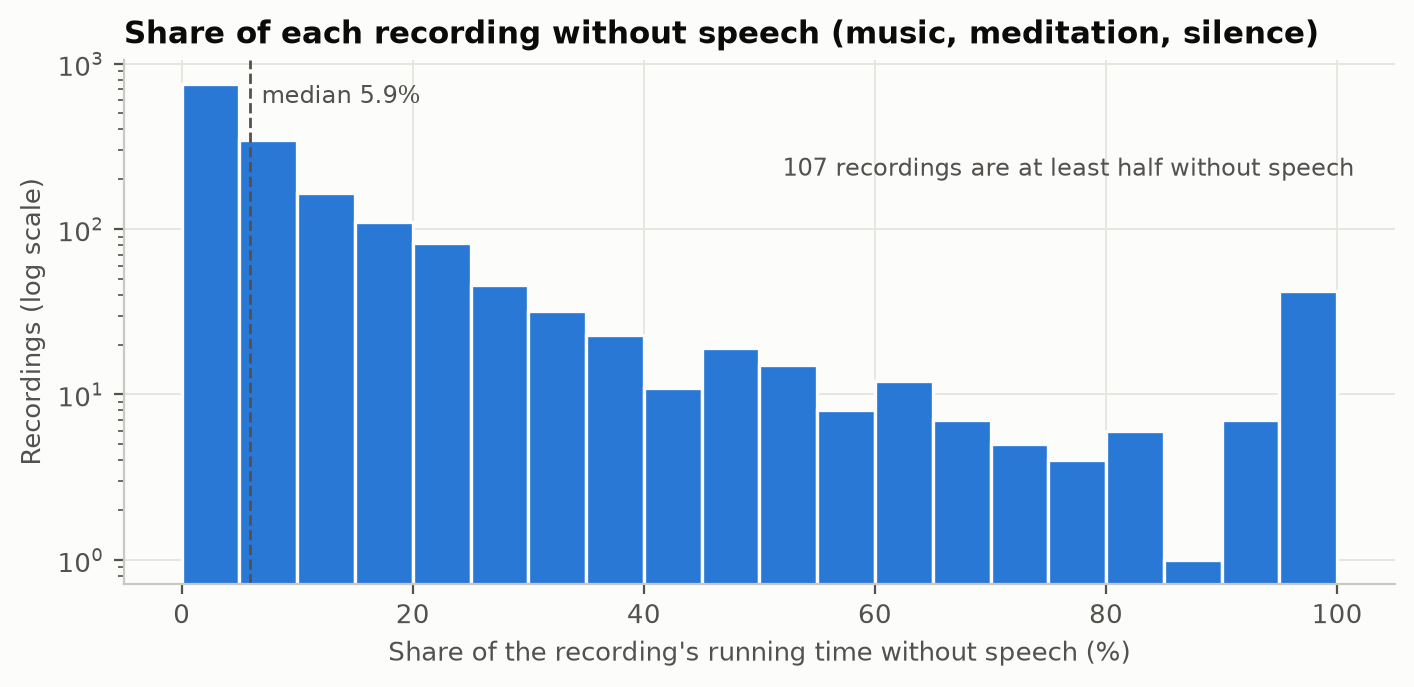 Share of each recording without speech (music, meditation, silence)
10³
median 5.9%
107 recordings are at least half without speech
10²
10¹
10⁰
Recordings (log scale)
0 20 40 60 80 100
Share of the recording's running time without speech (%)